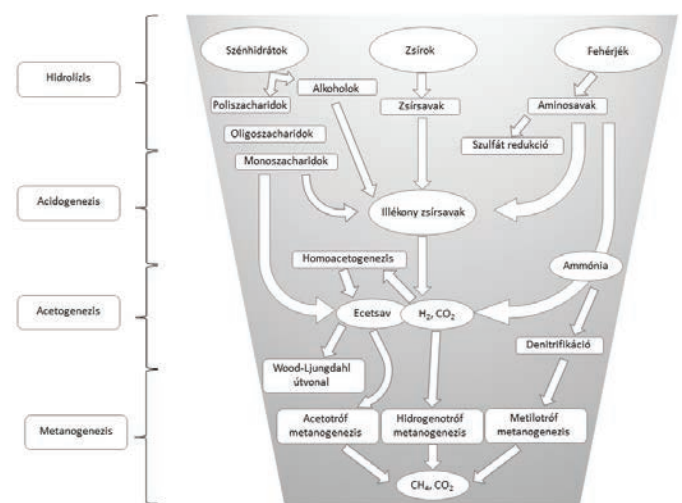 Hidrolízis
Acidogenezis
Acetogenezis
Metanogenezis
Szénhidrátok
Zsírok
Fehérjék
Poliszacharidok
Alkoholok
Zsírsavak
Aminosavak
Oligoszacharidok
Szulfát redukció
Monoszacharidok
Illékony zsírsavak
Homoacetogenezis
Ammónia
Ecetsav
H₂, CO₂
Denitrifikáció
Wood-Ljungdahl
útvonal
Acetotróf
metanogenezis
Hidrogenotróf
metanogenezis
Metilotróf
metanogenezis
CH₄, CO₂